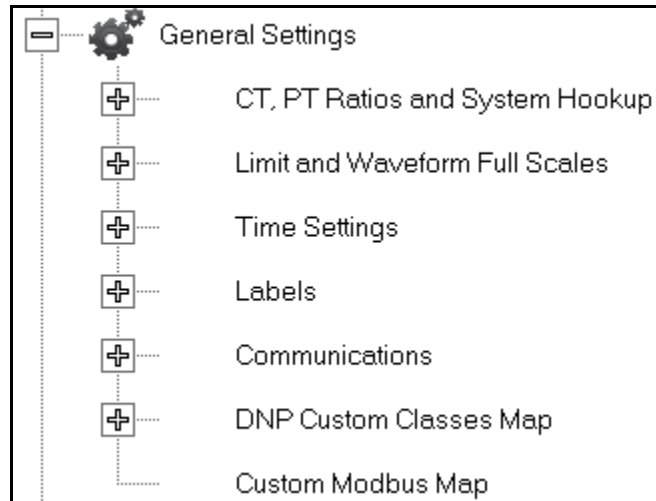 General Settings
CT, PT Ratios and System Hookup
Limit and Waveform Full Scales
Time Settings
Labels
Communications
DNP Custom Classes Map
Custom Modbus Map